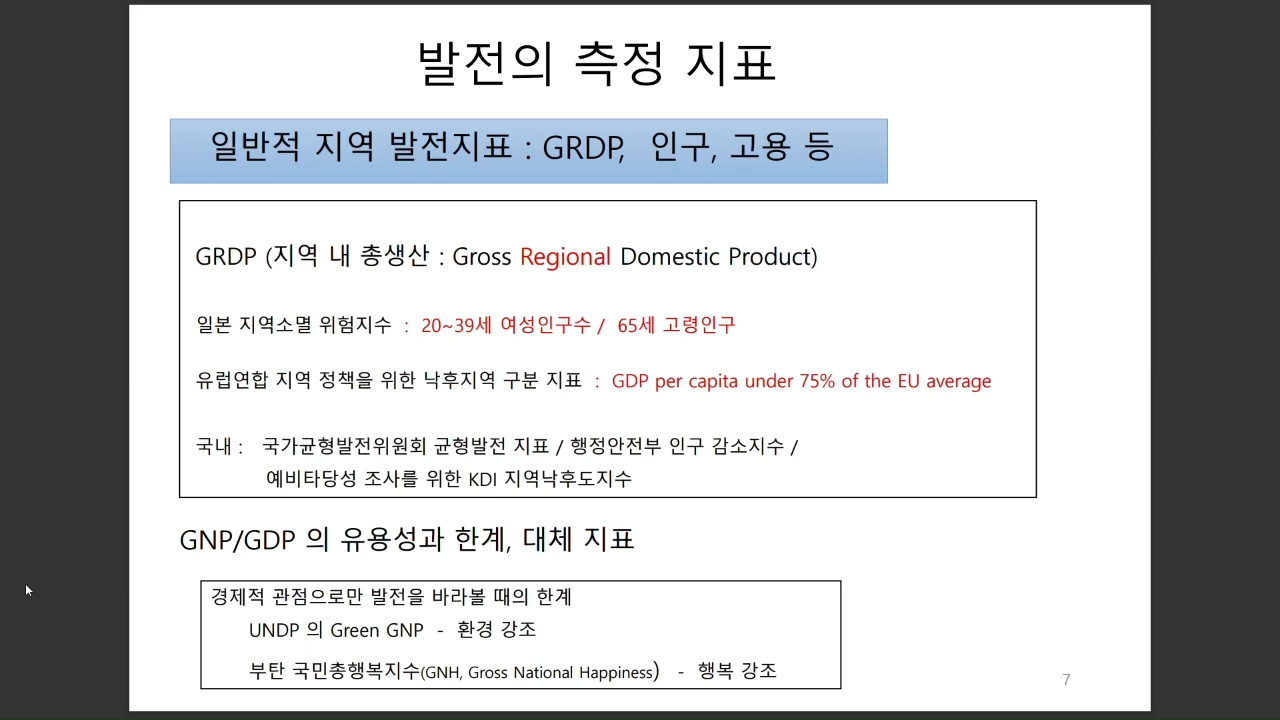 발전의 측정 지표
일반적 지역 발전지표 : GRDP, 인구, 고용 등
GRDP (지역 내 총생산 : Gross Regional Domestic Product)
일본 지역소멸 위험지수 : 20~39세 여성인구수 / 65세 고령인구
유럽연합 지역 정책을 위한 낙후지역 구분 지표 : GDP per capita under 75% of the EU average
국내 : 국가균형발전위원회 균형발전 지표 / 행정안전부 인구 감소지수 /
예비타당성 조사를 위한 KDI 지역낙후도지수
GNP/GDP 의 유용성과 한계, 대체 지표
경제적 관점으로만 발전을 바라볼 때의 한계
UNDP 의 Green GNP - 환경 강조
부탄 국민총행복지수(GNH, Gross National Happiness) - 행복 강조
7